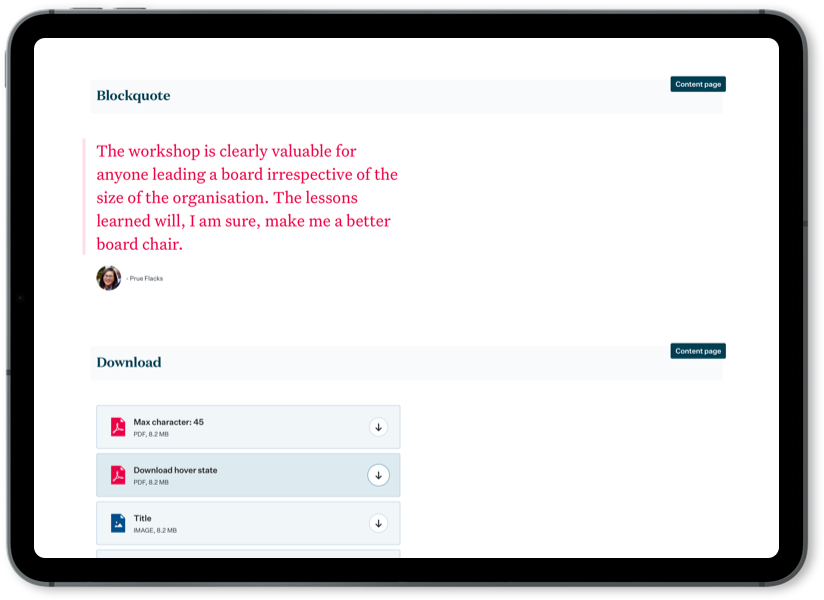 Content page
Blockquote
The workshop is clearly valuable for
anyone leading a board irrespective of the
size of the organisation. The lessons
learned will, I am sure, make me a better
board chair.
- Prue Flacks
Content page
Download
Max character: 45
PDF, 8.2 MB
Download hover state
PDF, 8.2 MB
Title
IMAGE, 8.2 MB